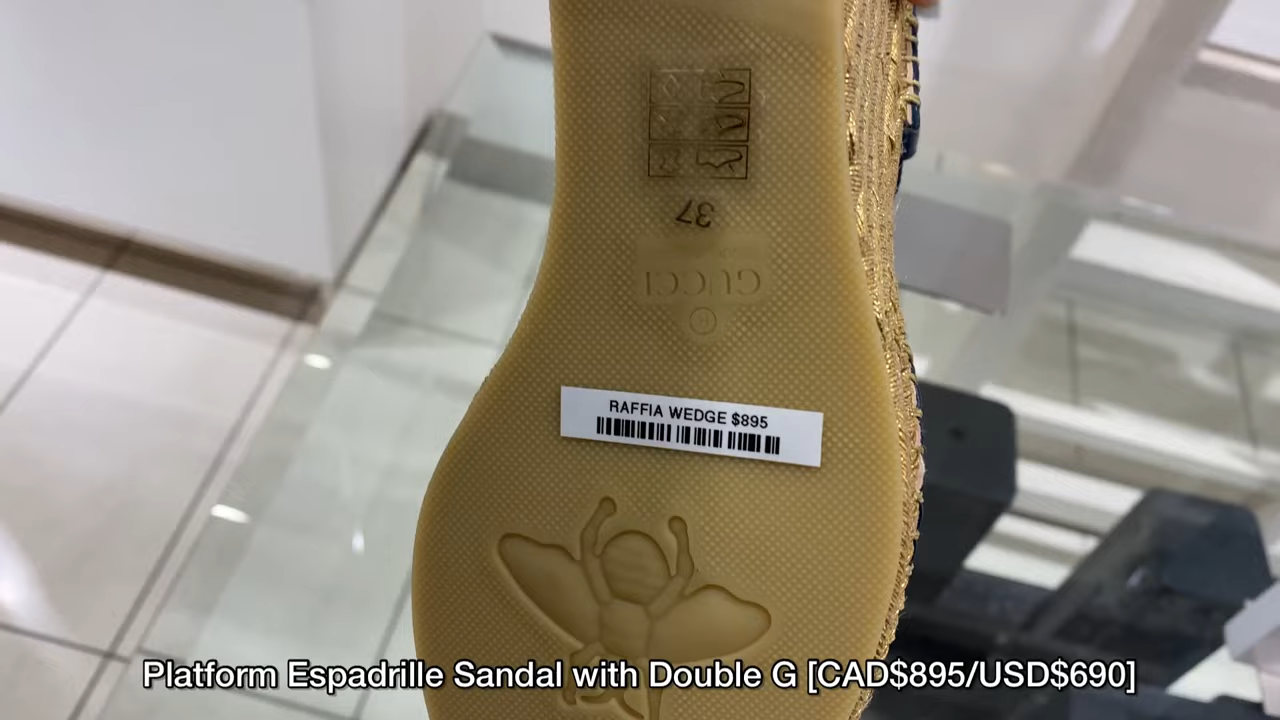 37
GUCCI
RAFFIA WEDGE $895
Platform Espadrille Sandal with Double G [CAD$895/USD$690]